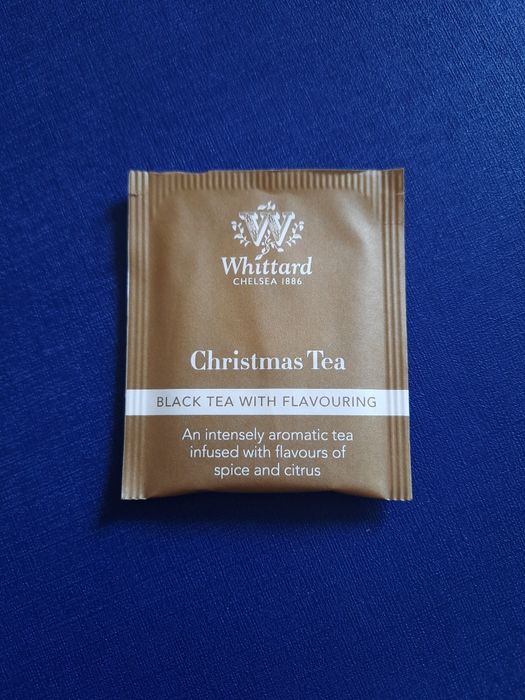 W
Whittard
CHELSEA 1886
Christmas Tea
BLACK TEA WITH FLAVOURING
An intensely aromatic tea
infused with flavours of
spice and citrus